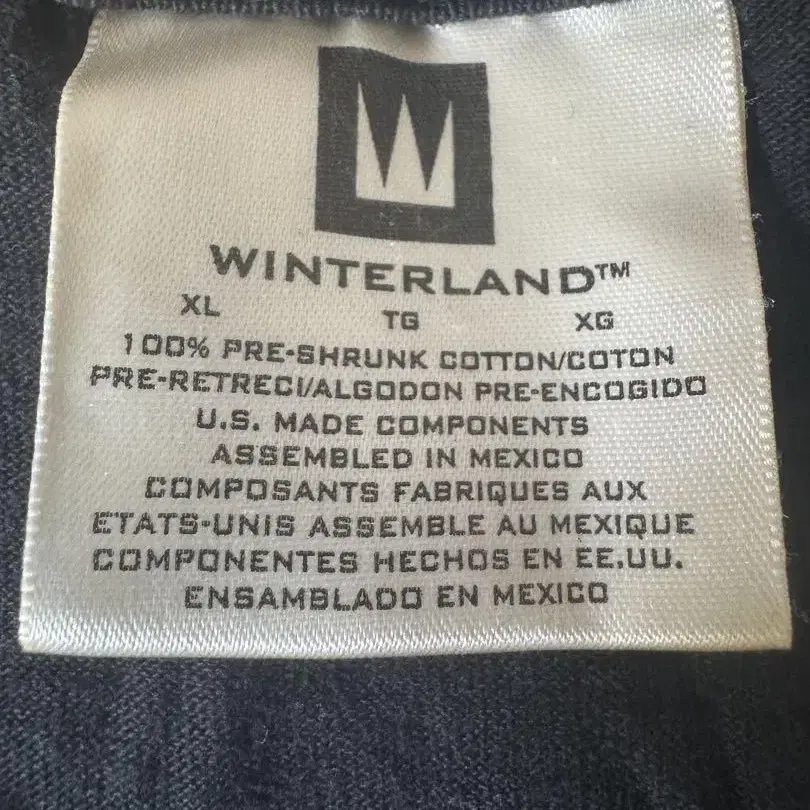 W
WINTERLAND™
XL TG XG
100% PRE-SHRUNK COTTON/COTON
PRE-RETRECI/ALGODON PRE-ENCOGIDO
U.S. MADE COMPONENTS
ASSEMBLED IN MEXICO
COMPOSANTS FABRIQUES AUX
ETATS-UNIS ASSEMBLE AU MEXIQUE
COMPONENTES HECHOS EN EE.UU.
ENSAMBLADO EN MEXICO